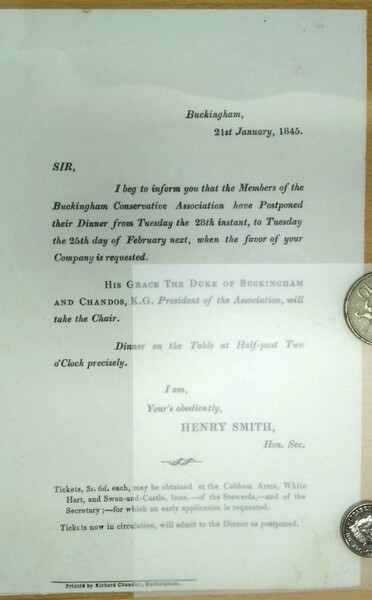 Buckingham,
21st January, 1845.
SIR,
I beg to inform you that the Members of the
Buckingham Conservative Association have Postponed
their Dinner from Tuesday the 28th instant, to Tuesday
the 25th day of February next, when the favor of your
Company is requested.
HIS GRACE THE DUKE OF BUCKINGHAM
AND CHANDOS, K.G. President of the Association, will
take the Chair.
Dinner on the Table at Half-past Two
o'Clock precisely.
I am,
Your's obediently,
HENRY SMITH,
Hon. Sec.
Tickets, 3s. 6d. each, may be obtained at the Cobham Arms, White
Hart, and Swan-and-Castle, Inns,—of the Stewards,—and of the
Secretary;—for which an early application is requested.
Tickets now in circulation, will admit to the Dinner as postponed.
Printed by Richard Chandler, Buckingham.